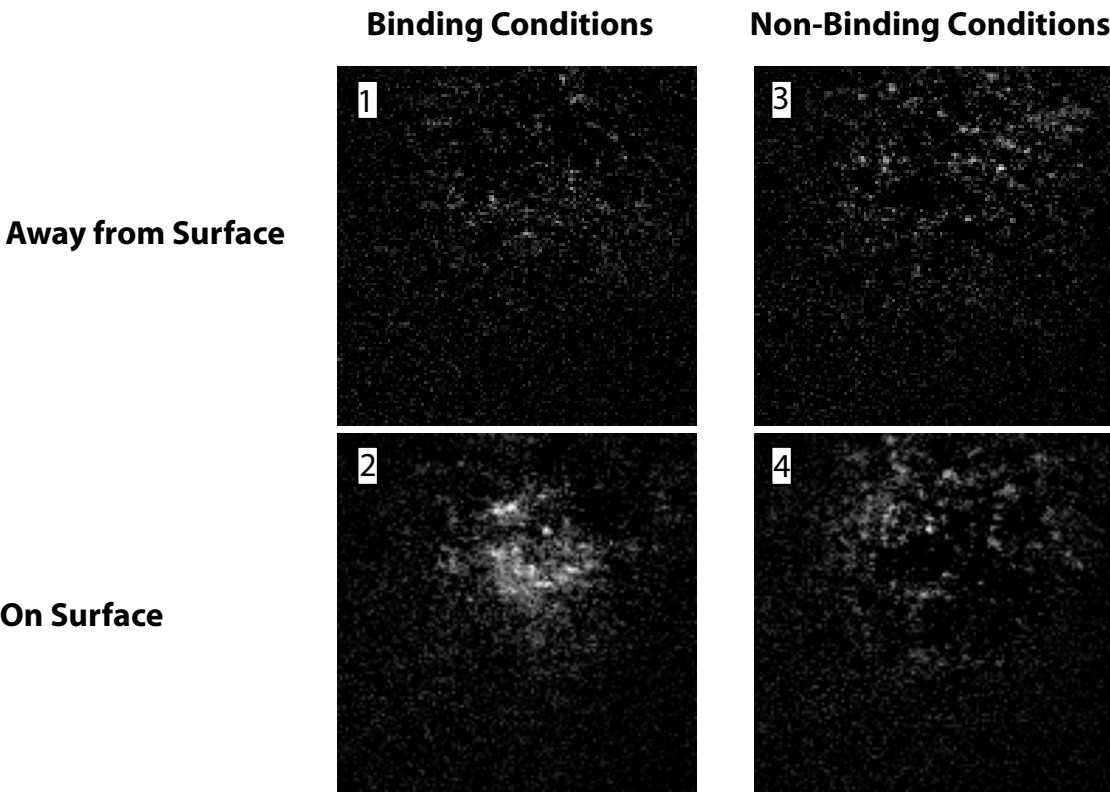 Binding Conditions Non-Binding Conditions
1 3
Away from Surface
2 4
On Surface